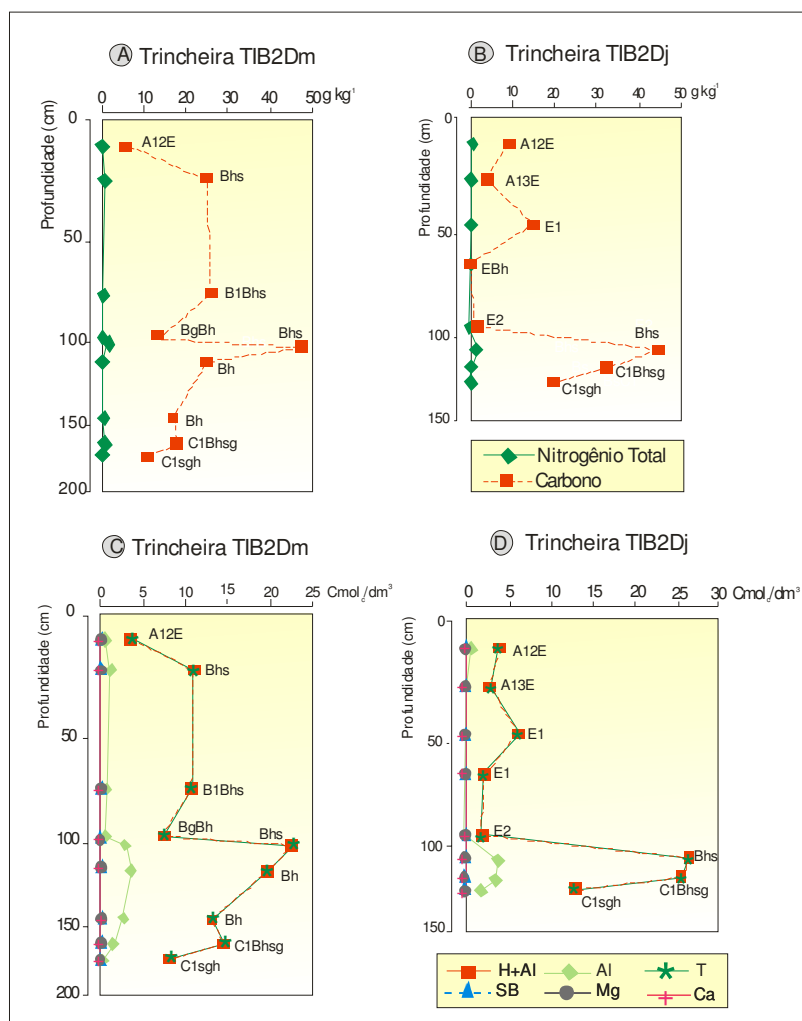 A Trincheira TIB2Dm
0 10 20 30 40 50 g kg¹
Profundidade (cm)
0
50
100
150
200
A12E
Bhs
B1Bhs
BgBh
Bhs
Bh
Bh
C1Bhsg
C1sgh
B Trincheira TIB2Dj
0 10 20 30 40 50 g kg¹
Profundidade (cm)
0
50
100
150
A12E
A13E
E1
EBh
E2
Bhs
C1Bhsg
C1sgh
Nitrogênio Total
Carbono
C Trincheira TIB2Dm
0 5 10 15 20 25 Cmolc/dm³
Profundidade (cm)
0
50
100
150
200
A12E
Bhs
B1Bhs
BgBh
Bhs
Bh
Bh
C1Bhsg
C1sgh
D Trincheira TIB2Dj
0 5 10 15 20 25 30 Cmolc/dm³
Profundidade (cm)
0
50
100
150
A12E
A13E
E1
E1
E2
Bhs
C1Bhsg
C1sgh
H+Al Al T
SB Mg Ca